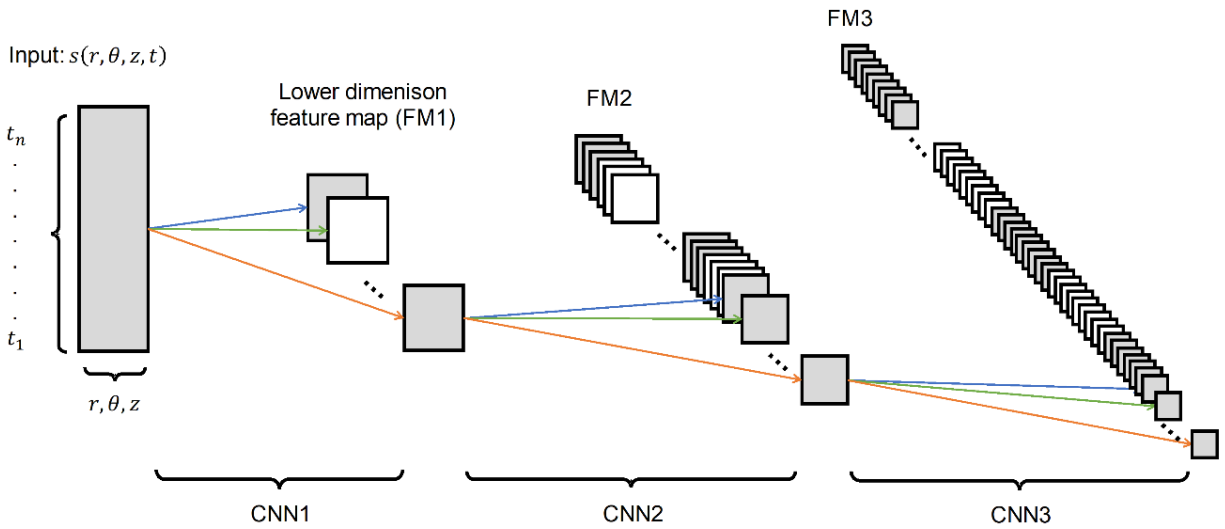 FM3
Input: s(r, θ, z, t)
Lower dimenison
feature map (FM1)
FM2
t_n
.
.
.
.
.
.
.
.
t_1
r, θ, z
CNN1
CNN2
CNN3